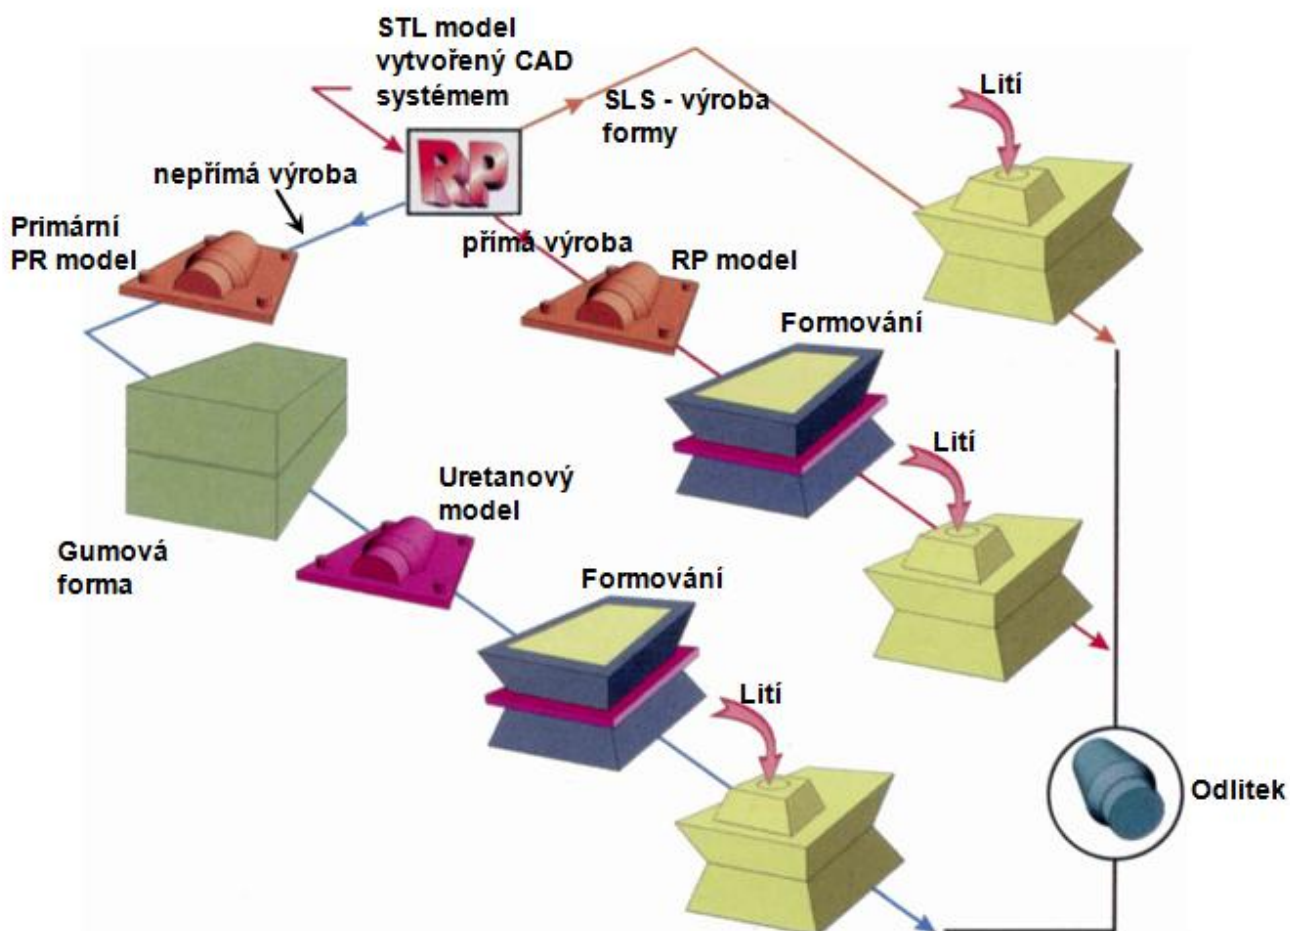 STL model
vytvořený CAD
systémem
SLS - výroba
formy
Lití
RP
nepřímá výroba
Primární
PR model
přímá výroba
RP model
Formování
Lití
Uretanový
model
Gumová
forma
Formování
Lití
Odlitek